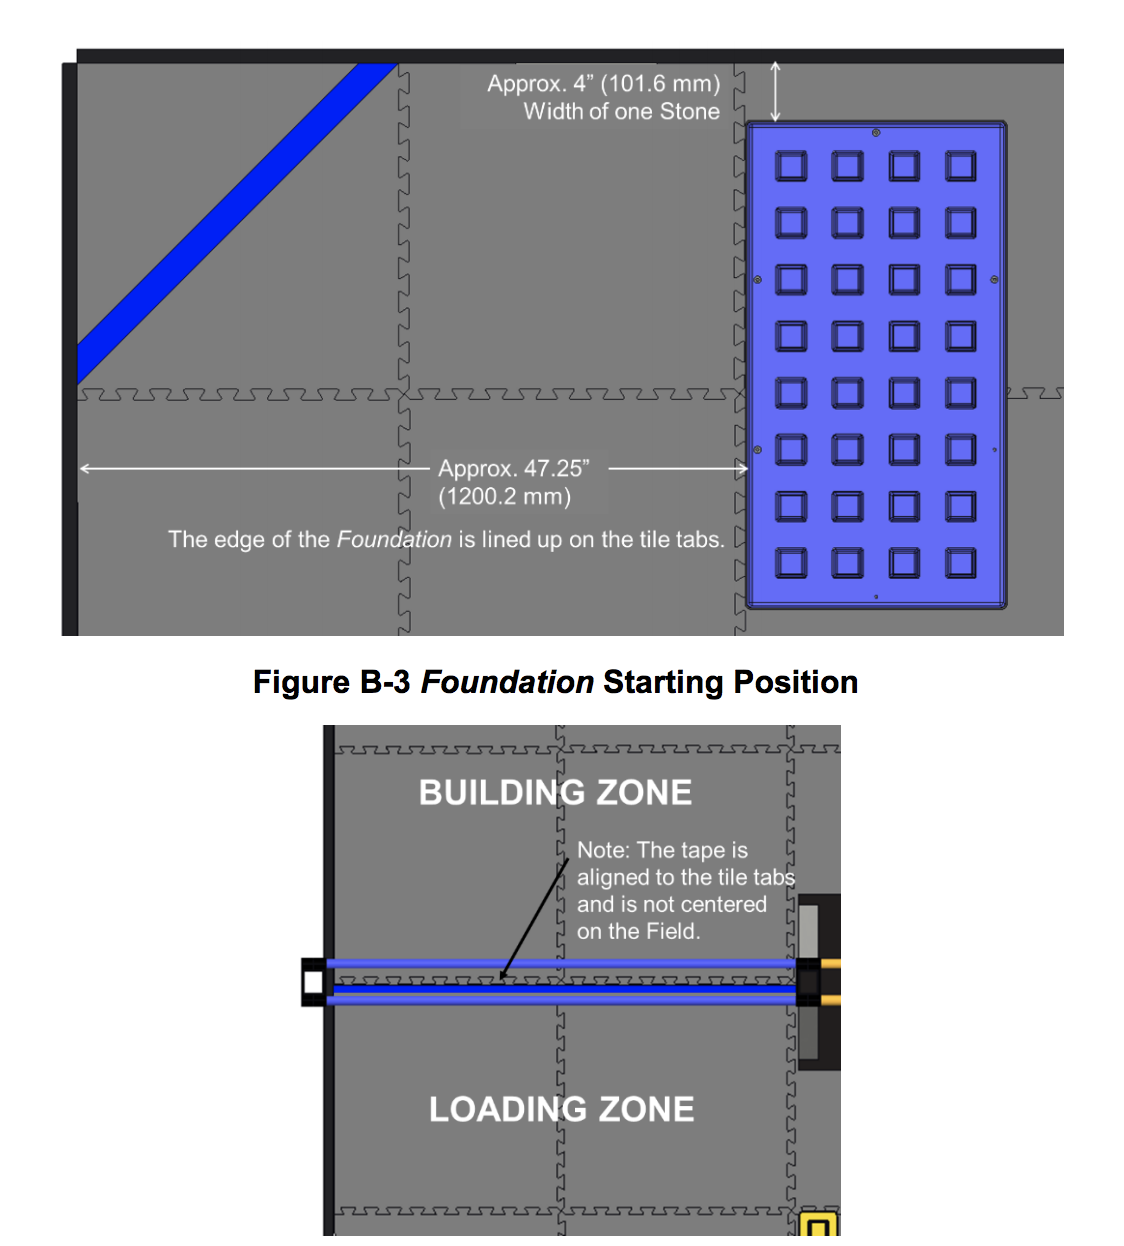 Approx. 4” (101.6 mm)
Width of one Stone
Approx. 47.25”
(1200.2 mm)
The edge of the Foundation is lined up on the tile tabs.
Figure B-3 Foundation Starting Position
BUILDING ZONE
Note: The tape is
aligned to the tile tabs
and is not centered
on the Field.
LOADING ZONE